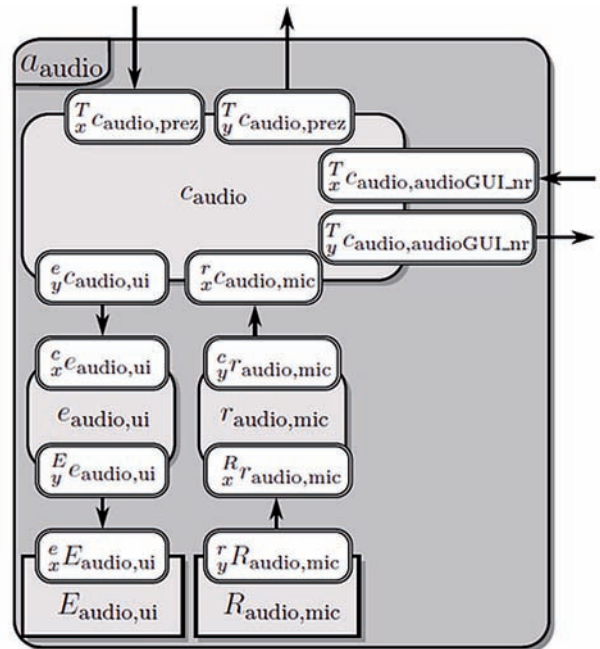 a_audio
^T_x c_audio,prez ^T_y c_audio,prez
^T_x c_audio,audioGUI_nr
c_audio
^T_y c_audio,audioGUI_nr
^e_y c_audio,ui ^r_x c_audio,mic
^c_x e_audio,ui ^c_y r_audio,mic
e_audio,ui r_audio,mic
^E_y e_audio,ui ^R_x r_audio,mic
^e_x E_audio,ui ^r_y R_audio,mic
E_audio,ui R_audio,mic